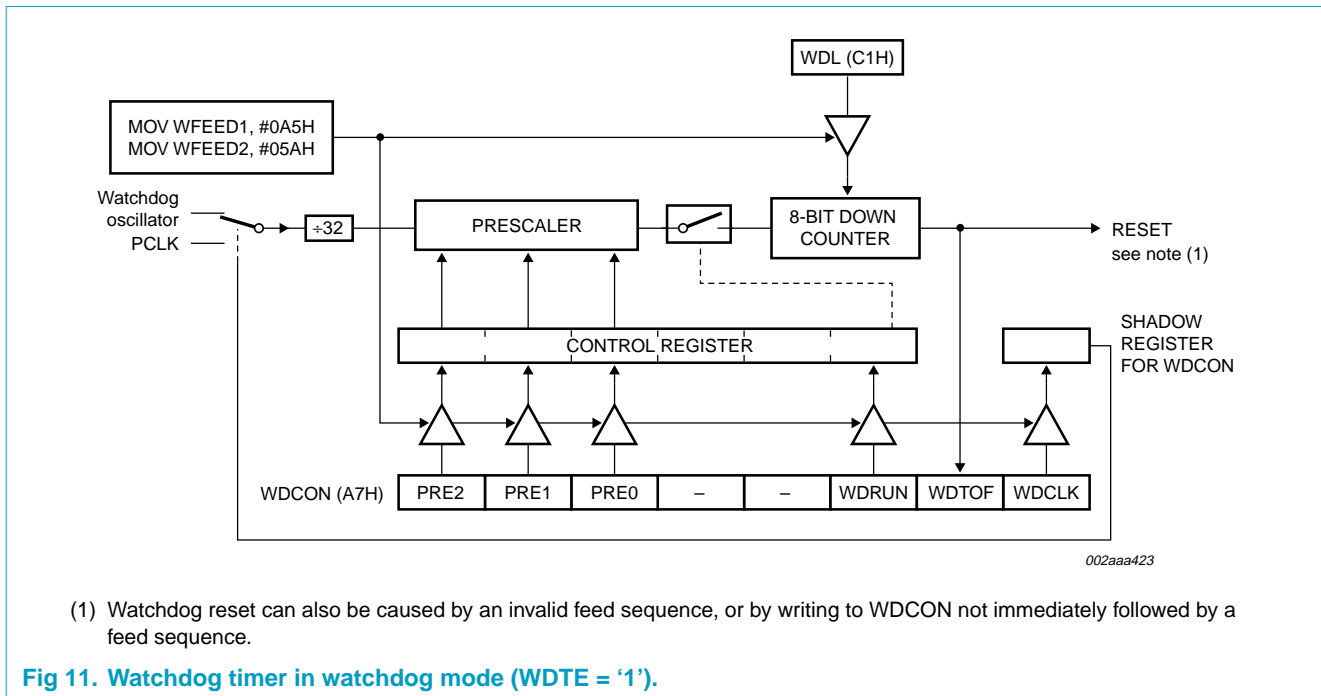 WDL (C1H)
MOV WFEED1, #0A5H
MOV WFEED2, #05AH
Watchdog
oscillator
PCLK
÷32
PRESCALER
8-BIT DOWN
COUNTER
RESET
see note (1)
CONTROL REGISTER
SHADOW
REGISTER
FOR WDCON
WDCON (A7H)
PRE2
PRE1
PRE0
–
–
WDRUN
WDTOF
WDCLK
002aaa423
(1) Watchdog reset can also be caused by an invalid feed sequence, or by writing to WDCON not immediately followed by a
feed sequence.
Fig 11. Watchdog timer in watchdog mode (WDTE = ‘1’).